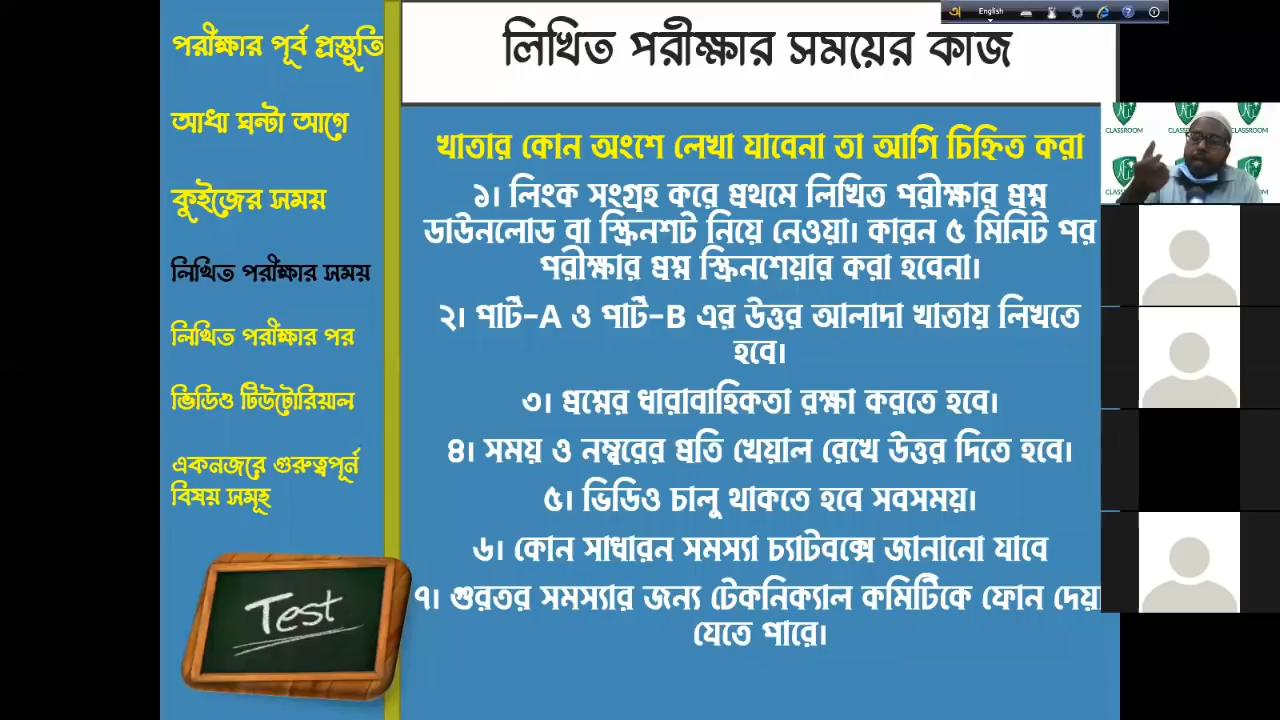 English
লিখিত পরীক্ষার সময়ের কাজ
পরীক্ষার পূর্ব প্রস্তুতি
আধা ঘন্টা আগে
কুইজের সময়
লিখিত পরীক্ষার সময়
লিখিত পরীক্ষার পর
ভিডিও টিউটোরিয়াল
একনজরে গুরুত্বপূর্ন
বিষয় সমূহ
Test
খাতার কোন অংশে লেখা যাবেনা তা আগি চিহ্নিত করা
১। লিংক সংগ্রহ করে প্রথমে লিখিত পরীক্ষার প্রশ্ন
ডাউনলোড বা স্ক্রিনশট নিয়ে নেওয়া। কারন ৫ মিনিট পর
পরীক্ষার প্রশ্ন স্ক্রিনশেয়ার করা হবেনা।
২। পার্ট-A ও পার্ট-B এর উত্তর আলাদা খাতায় লিখতে
হবে।
৩। প্রশ্নের ধারাবাহিকতা রক্ষা করতে হবে।
৪। সময় ও নম্বরের প্রতি খেয়াল রেখে উত্তর দিতে হবে।
৫। ভিডিও চালু থাকতে হবে সবসময়।
৬। কোন সাধারন সমস্যা চ্যাটবক্সে জানানো যাবে
৭। গুরতর সমস্যার জন্য টেকনিক্যাল কমিটিকে ফোন দেয়া
যেতে পারে।
CLASSROOM
CLASSROOM